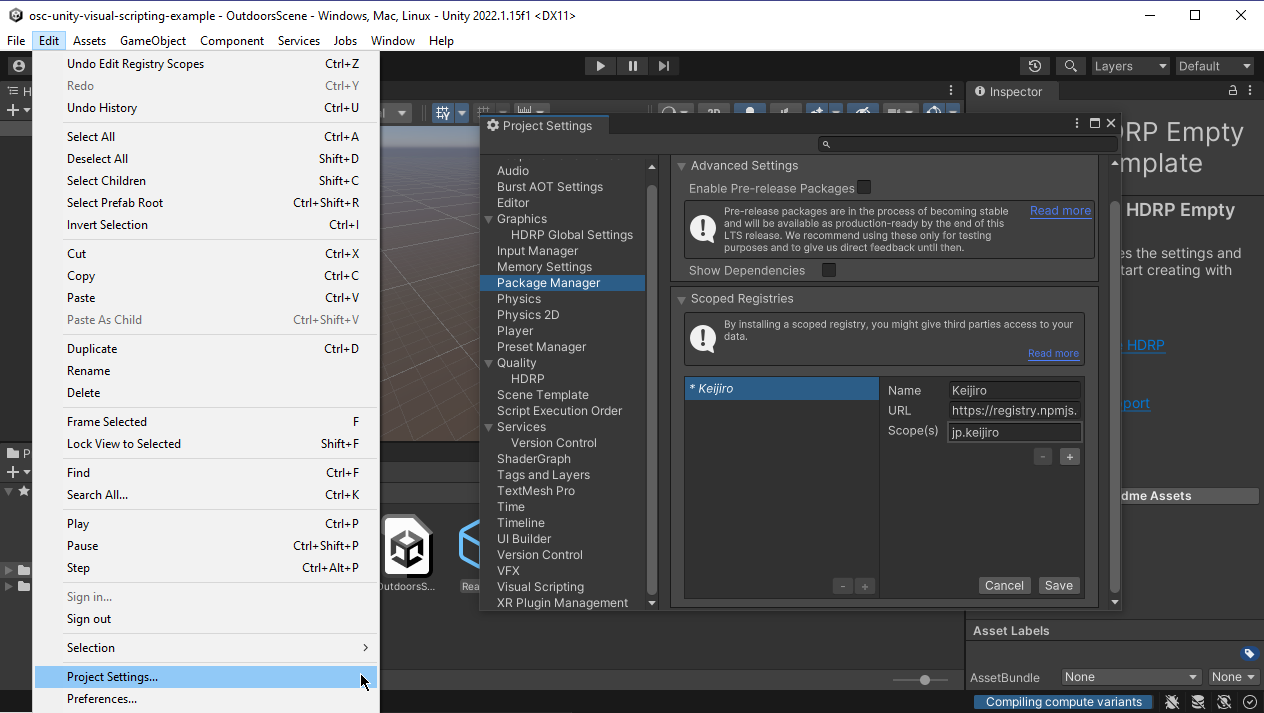 osc-unity-visual-scripting-example - OutdoorsScene - Windows, Mac, Linux - Unity 2022.1.15f1 <DX11>
File Edit Assets GameObject Component Services Jobs Window Help
Undo Edit Registry Scopes Ctrl+Z
Redo Ctrl+Y
Undo History Ctrl+U
Select All Ctrl+A
Deselect All Shift+D
Select Children Shift+C
Select Prefab Root Ctrl+Shift+R
Invert Selection Ctrl+I
Cut Ctrl+X
Copy Ctrl+C
Paste Ctrl+V
Paste As Child Ctrl+Shift+V
Duplicate Ctrl+D
Rename
Delete
Frame Selected F
Lock View to Selected Shift+F
Find Ctrl+F
Search All... Ctrl+K
Play Ctrl+P
Pause Ctrl+Shift+P
Step Ctrl+Alt+P
Sign in...
Sign out
Selection
Project Settings...
Preferences...
Layers Default
Project Settings
Audio
Burst AOT Settings
Editor
Graphics
HDRP Global Settings
Input Manager
Memory Settings
Package Manager
Physics
Physics 2D
Player
Preset Manager
Quality
HDRP
Scene Template
Script Execution Order
Services
Version Control
ShaderGraph
Tags and Layers
TextMesh Pro
Time
Timeline
UI Builder
Version Control
VFX
Visual Scripting
XR Plugin Management
Advanced Settings
Enable Pre-release Packages
Pre-release packages are in the process of becoming stable
and will be available as production-ready by the end of this
LTS release. We recommend using these only for testing
purposes and to give us direct feedback until then.
Read more
Show Dependencies
Scoped Registries
By installing a scoped registry, you might give third parties access to your
data.
Read more
* Keijiro
Name Keijiro
URL https://registry.npmjs.
Scope(s) jp.keijiro
- +
- +
Cancel Save
OutdoorsS...
Rea
Inspector
DRP Empty
mplate
HDRP Empty
es the settings and
tart creating with
HDRP
port
dme Assets
Asset Labels
AssetBundle None None
Compiling compute variants